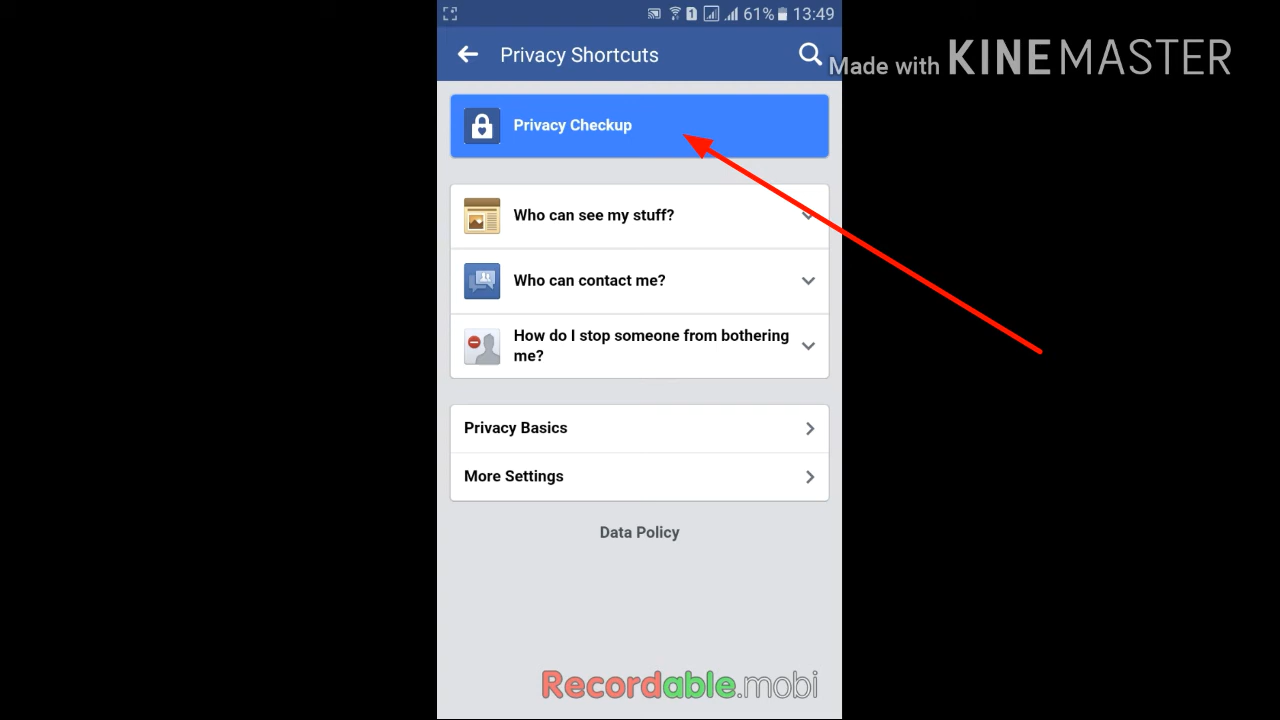 1 61% 13:49
Privacy Shortcuts
Made with KINEMASTER
Privacy Checkup
Who can see my stuff?
Who can contact me?
How do I stop someone from bothering
me?
Privacy Basics
More Settings
Data Policy
Recordable.mobi